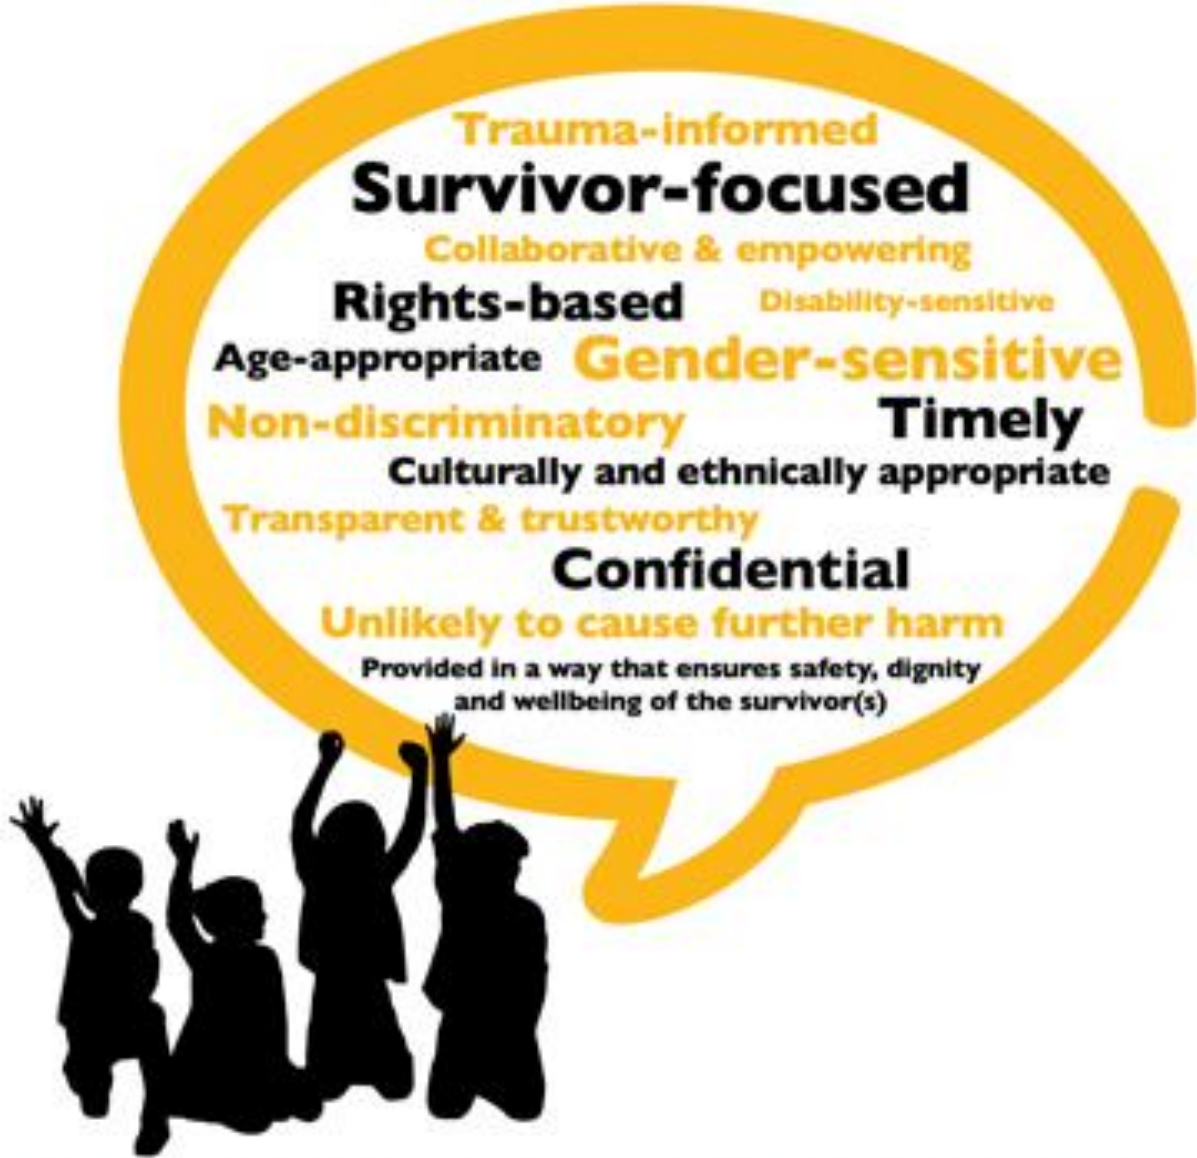 Trauma-informed
Survivor-focused
Collaborative & empowering
Rights-based Disability-sensitive
Age-appropriate Gender-sensitive
Non-discriminatory Timely
Culturally and ethnically appropriate
Transparent & trustworthy
Confidential
Unlikely to cause further harm
Provided in a way that ensures safety, dignity
and wellbeing of the survivor(s)